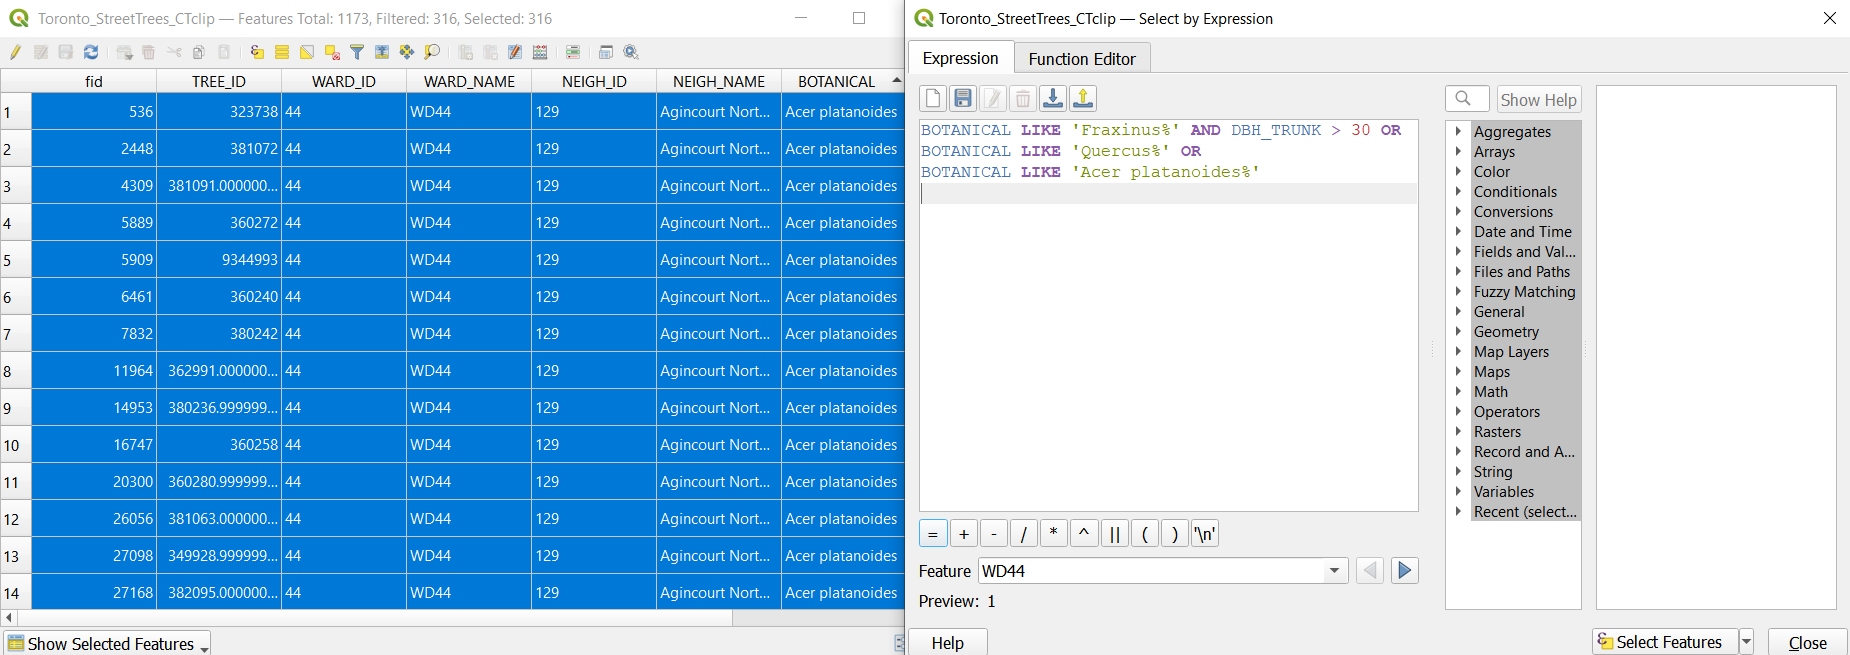 Toronto_StreetTrees_CTclip — Features Total: 1173, Filtered: 316, Selected: 316
fid TREE_ID WARD_ID WARD_NAME NEIGH_ID NEIGH_NAME BOTANICAL
1 536 323738 44 WD44 129 Agincourt Nort... Acer platanoides
2 2448 381072 44 WD44 129 Agincourt Nort... Acer platanoides
3 4309 381091.000000... 44 WD44 129 Agincourt Nort... Acer platanoides
4 5889 360272 44 WD44 129 Agincourt Nort... Acer platanoides
5 5909 9344993 44 WD44 129 Agincourt Nort... Acer platanoides
6 6461 360240 44 WD44 129 Agincourt Nort... Acer platanoides
7 7832 380242 44 WD44 129 Agincourt Nort... Acer platanoides
8 11964 362991.000000... 44 WD44 129 Agincourt Nort... Acer platanoides
9 14953 380236.999999... 44 WD44 129 Agincourt Nort... Acer platanoides
10 16747 360258 44 WD44 129 Agincourt Nort... Acer platanoides
11 20300 360280.999999... 44 WD44 129 Agincourt Nort... Acer platanoides
12 26056 381063.000000... 44 WD44 129 Agincourt Nort... Acer platanoides
13 27098 349928.999999... 44 WD44 129 Agincourt Nort... Acer platanoides
14 27168 382095.000000... 44 WD44 129 Agincourt Nort... Acer platanoides
Show Selected Features
Toronto_StreetTrees_CTclip — Select by Expression
Expression Function Editor
BOTANICAL LIKE 'Fraxinus%' AND DBH_TRUNK > 30 OR
BOTANICAL LIKE 'Quercus%' OR
BOTANICAL LIKE 'Acer platanoides%'
= + - / * ^ || ( ) '\n'
Feature WD44
Preview: 1
Help
Show Help
Aggregates
Arrays
Color
Conditionals
Conversions
Date and Time
Fields and Val...
Files and Paths
Fuzzy Matching
General
Geometry
Map Layers
Maps
Math
Operators
Rasters
Record and A...
String
Variables
Recent (select...
Select Features
Close